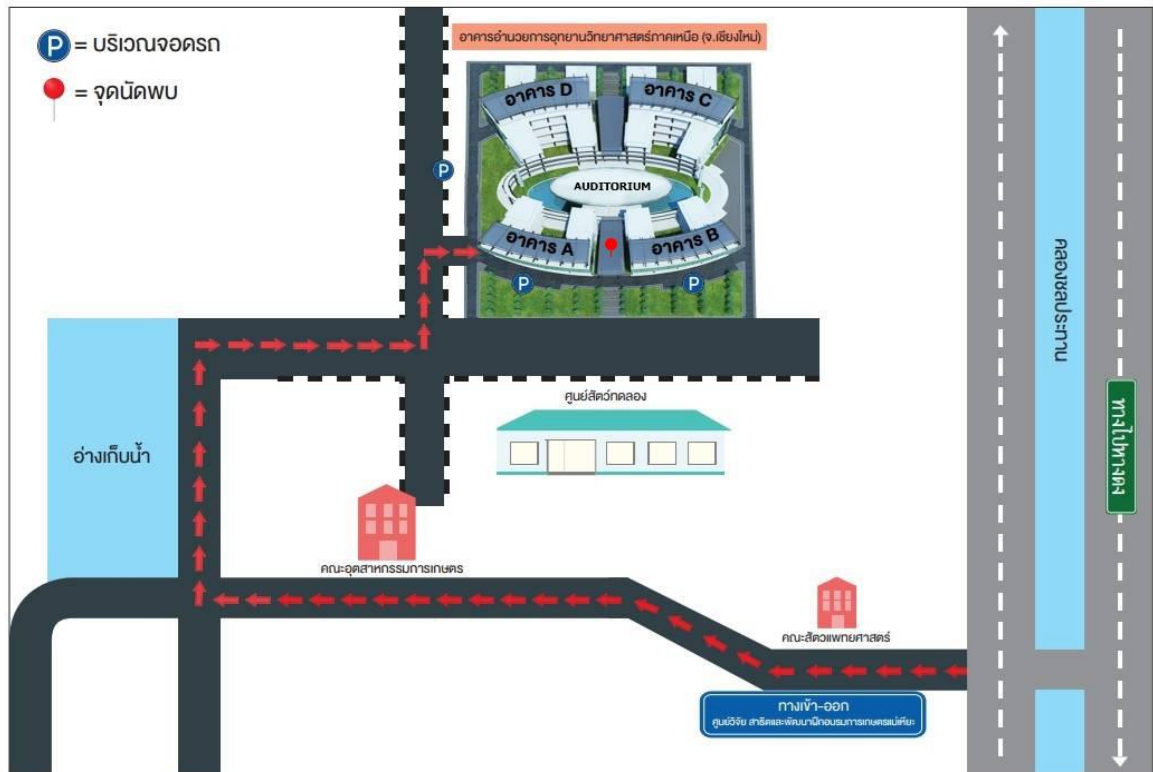 P = บริเวณจอดรถ
= จุดนัดพบ
อาคารอำนวยการอุทยานวิทยาศาสตร์ภาคเหนือ (จ.เชียงใหม่)
อาคาร D
อาคาร C
P
AUDITORIUM
อาคาร A
อาคาร B
P
P
คลองชลประทาน
ทางไปหางดง
ศูนย์สัตว์ทดลอง
อ่างเก็บน้ำ
คณะอุตสาหกรรมการเกษตร
คณะสัตวแพทยศาสตร์
ทางเข้า-ออก
ศูนย์วิจัย สาธิตและพัฒนาฝึกอบรมการเกษตรแม่เหียะ